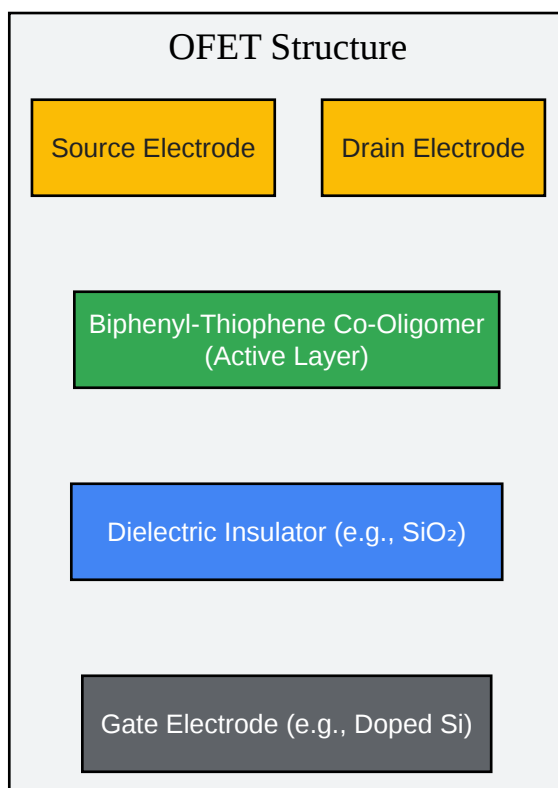 OFET Structure
Source Electrode
Drain Electrode
Biphenyl-Thiophene Co-Oligomer
(Active Layer)
Dielectric Insulator (e.g., SiO₂)
Gate Electrode (e.g., Doped Si)